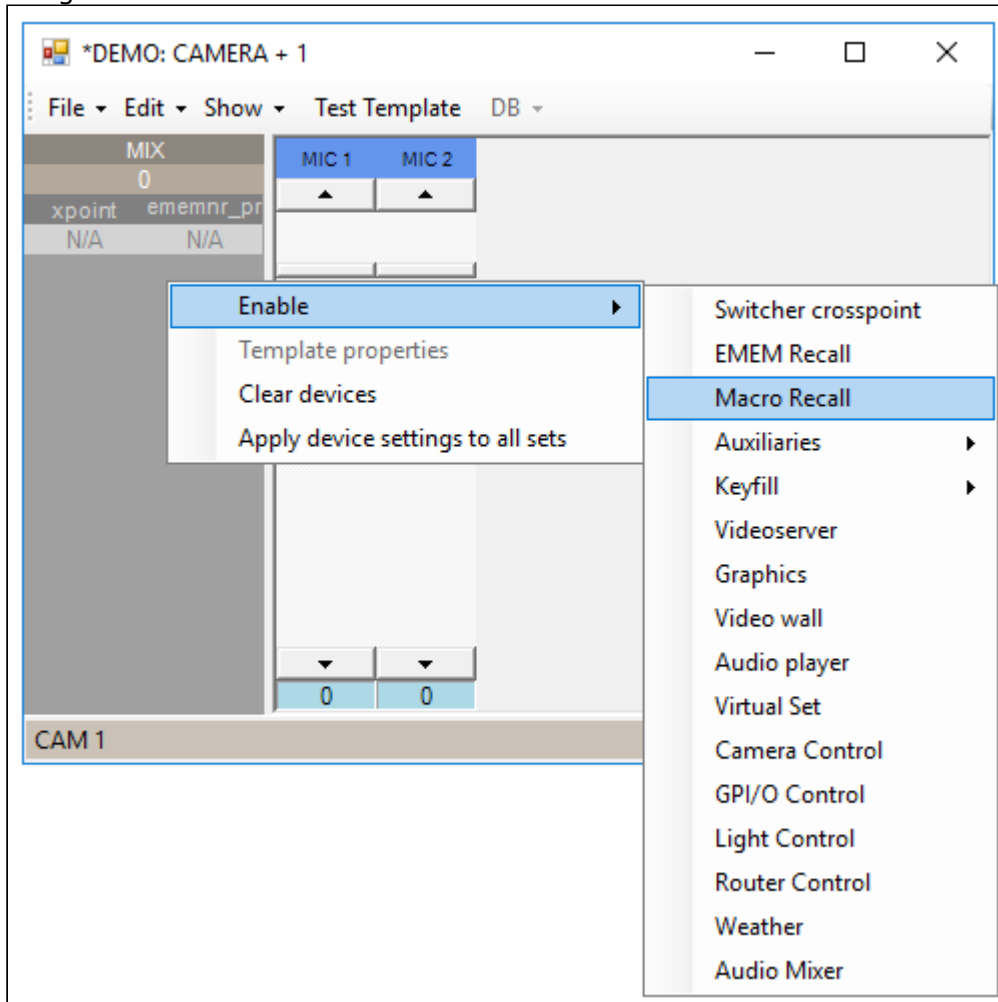 *DEMO: CAMERA + 1
File Edit Show Test Template DB
MIX
0
xpoint ememnr_pr
N/A N/A
MIC 1 MIC 2
Enable
Template properties
Clear devices
Apply device settings to all sets
Switcher crosspoint
EMEM Recall
Macro Recall
Auxiliaries
Keyfill
Videoserver
Graphics
Video wall
Audio player
Virtual Set
Camera Control
GPI/O Control
Light Control
Router Control
Weather
Audio Mixer
0 0
CAM 1